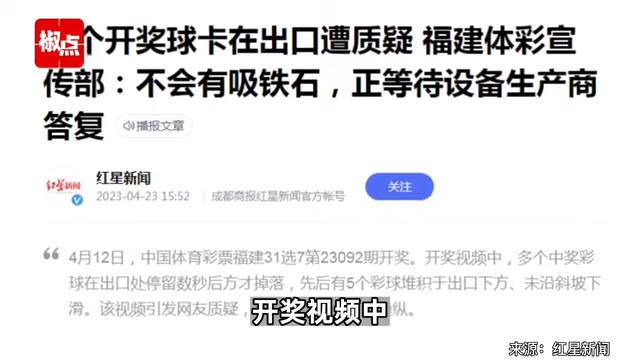 椒点
个开奖球卡在出口遭质疑 福建体彩宣
传部：不会有吸铁石，正等待设备生产商
答复 播报文章
红星新闻
红星新闻
2023-04-23 15:52 成都商报红星新闻官方帐号
关注
4月12日，中国体育彩票福建31选7第23092期开奖。开奖视频中，多个中奖彩
球在出口处停留数秒后方才掉落，先后有5个彩球堆积于出口下方、未沿斜坡下
滑。该视频引发网友质疑， 纵。
开奖视频中
来源：红星新闻